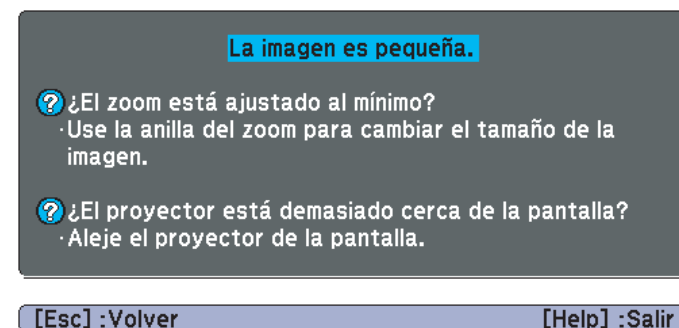 La imagen es pequeña.
¿El zoom está ajustado al mínimo?
·Use la anilla del zoom para cambiar el tamaño de la
imagen.
¿El proyector está demasiado cerca de la pantalla?
·Aleje el proyector de la pantalla.
[Esc] :Volver [Help] :Salir